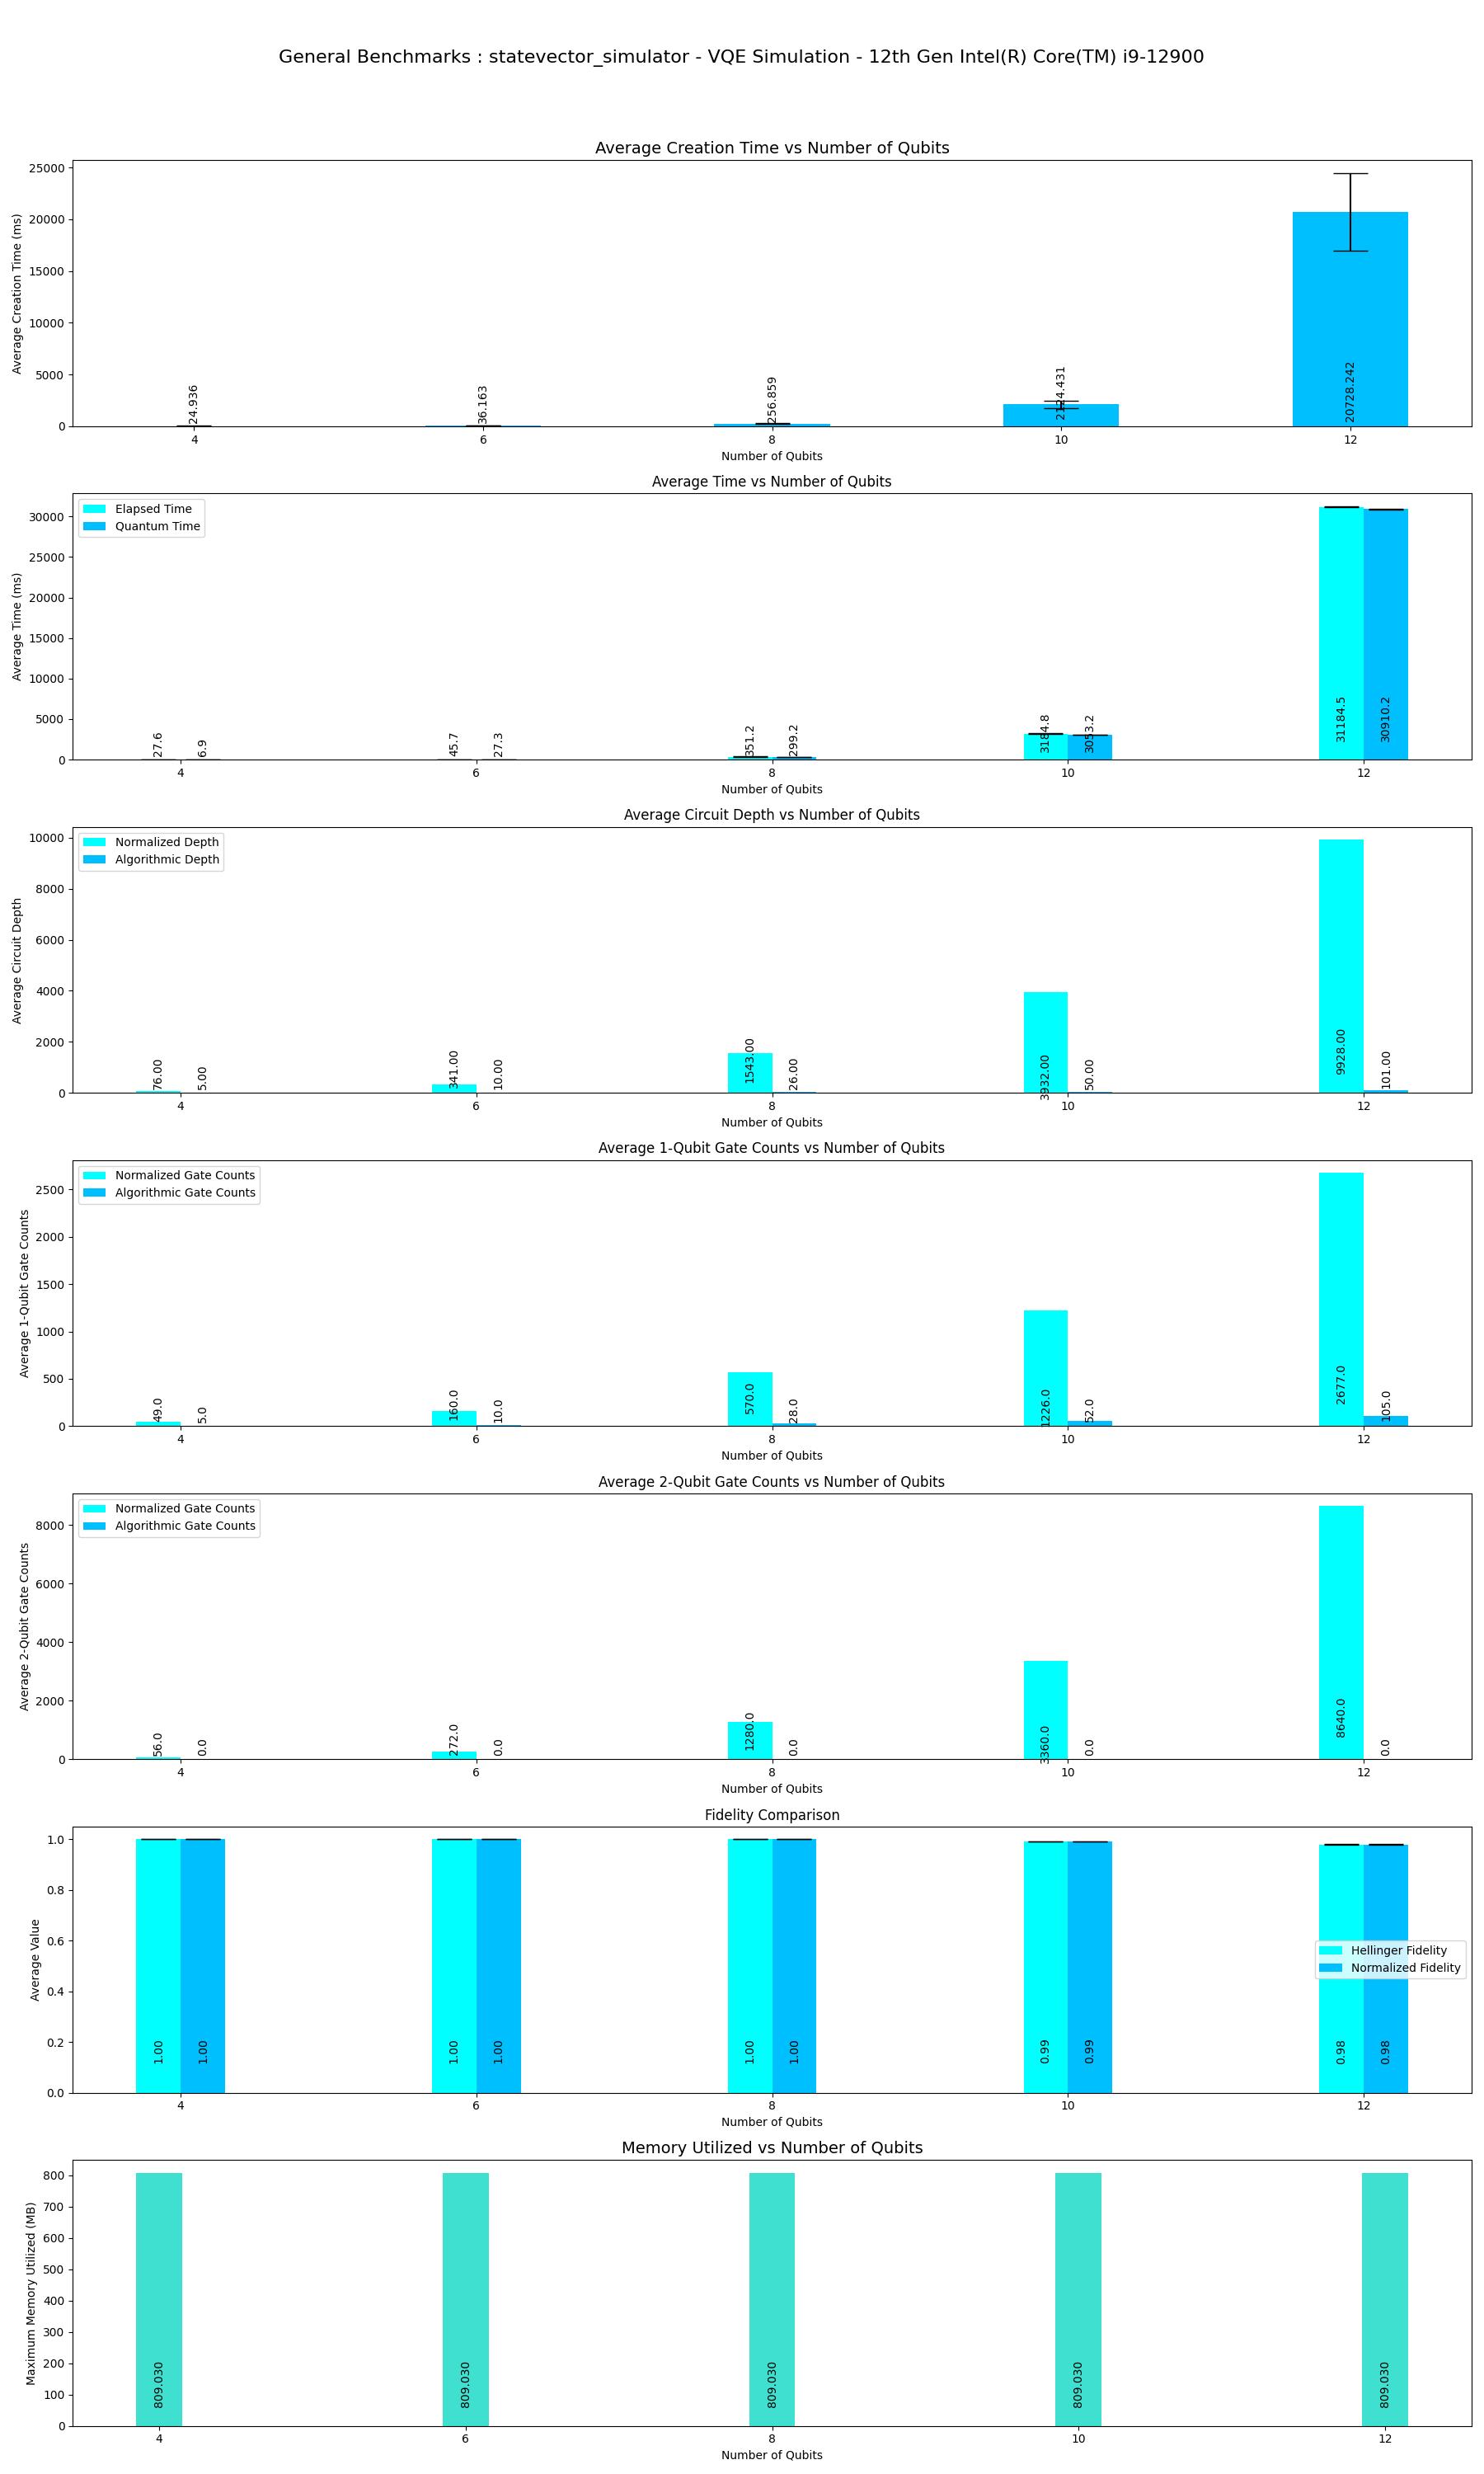 General Benchmarks : statevector_simulator - VQE Simulation - 12th Gen Intel(R) Core(TM) i9-12900
Average Creation Time vs Number of Qubits
Average Creation Time (ms)
25000
20000
15000
10000
5000
0
24.936
36.163
256.859
2124.431
20728.242
4 6 8 10 12
Number of Qubits
Average Time vs Number of Qubits
Average Time (ms)
Elapsed Time
Quantum Time
30000
25000
20000
15000
10000
5000
0
27.6
6.9
45.7
27.3
351.2
299.2
3184.8
3053.2
31184.5
30910.2
4 6 8 10 12
Number of Qubits
Average Circuit Depth vs Number of Qubits
Average Circuit Depth
Normalized Depth
Algorithmic Depth
10000
8000
6000
4000
2000
0
76.00
5.00
341.00
10.00
1543.00
26.00
3932.00
50.00
9928.00
101.00
4 6 8 10 12
Number of Qubits
Average 1-Qubit Gate Counts vs Number of Qubits
Average 1-Qubit Gate Counts
Normalized Gate Counts
Algorithmic Gate Counts
2500
2000
1500
1000
500
0
49.0
5.0
160.0
10.0
570.0
28.0
1226.0
52.0
2677.0
105.0
4 6 8 10 12
Number of Qubits
Average 2-Qubit Gate Counts vs Number of Qubits
Average 2-Qubit Gate Counts
Normalized Gate Counts
Algorithmic Gate Counts
8000
6000
4000
2000
0
56.0
0.0
272.0
0.0
1280.0
0.0
3360.0
0.0
8640.0
0.0
4 6 8 10 12
Number of Qubits
Fidelity Comparison
Average Value
1.0
0.8
0.6
0.4
0.2
0.0
Hellinger Fidelity
Normalized Fidelity
1.00
1.00
1.00
1.00
1.00
1.00
0.99
0.99
0.98
0.98
4 6 8 10 12
Number of Qubits
Memory Utilized vs Number of Qubits
Maximum Memory Utilized (MB)
800
700
600
500
400
300
200
100
0
809.030
809.030
809.030
809.030
809.030
4 6 8 10 12
Number of Qubits